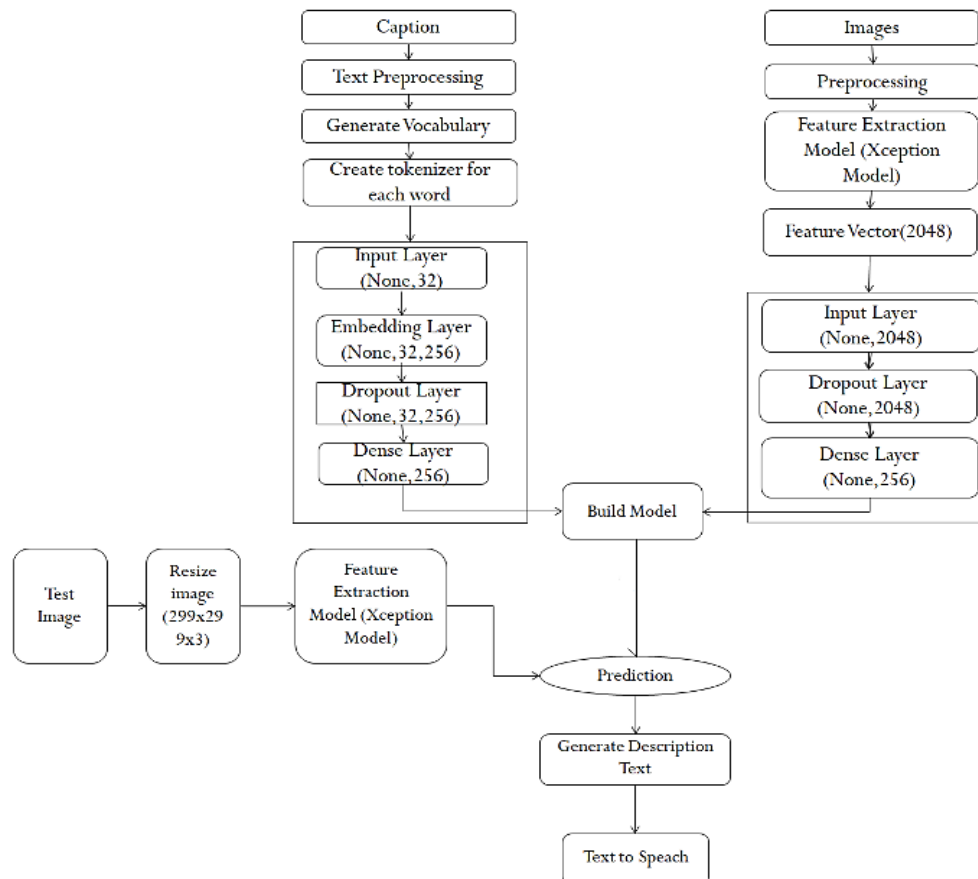 Caption
Text Preprocessing
Generate Vocabulary
Create tokenizer for
each word
Input Layer
(None,32)
Embedding Layer
(None,32,256)
Dropout Layer
(None,32,256)
Dense Layer
(None,256)
Images
Preprocessing
Feature Extraction
Model (Xception
Model)
Feature Vector(2048)
Input Layer
(None,2048)
Dropout Layer
(None,2048)
Dense Layer
(None,256)
Build Model
Test
Image
Resize
image
(299x29
9x3)
Feature
Extraction
Model (Xception
Model)
Prediction
Generate Description
Text
Text to Speach